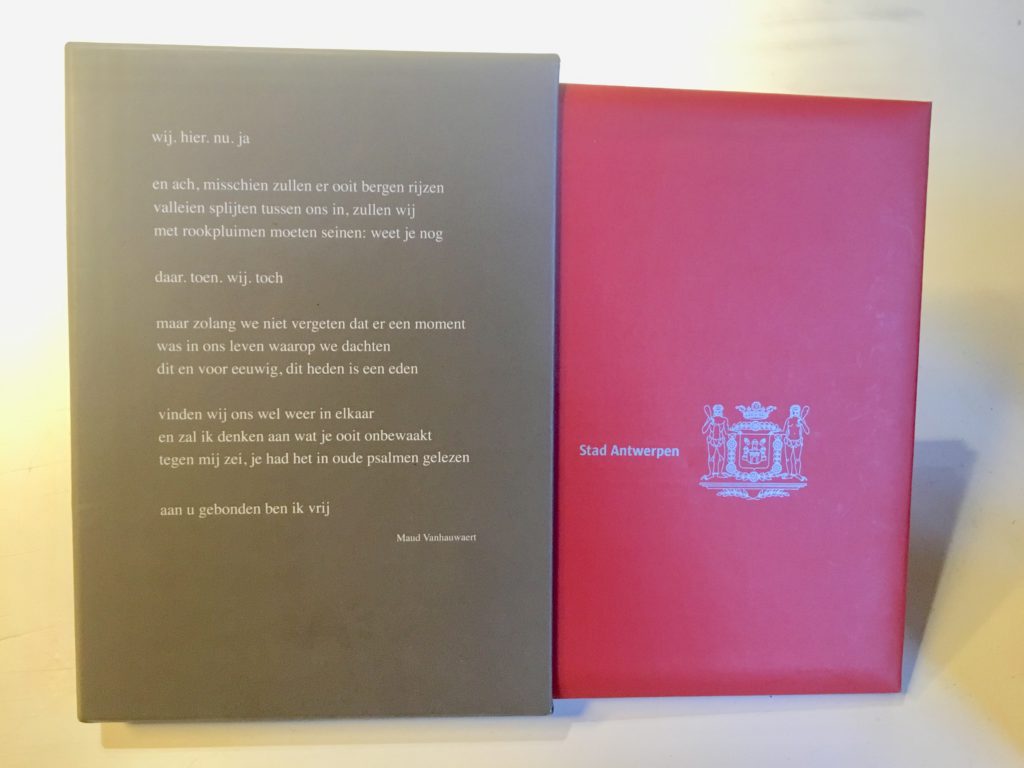 wij. hier. nu. ja
en ach, misschien zullen er ooit bergen rijzen
valleien splijten tussen ons in, zullen wij
met rookpluimen moeten seinen: weet je nog
daar. toen. wij. toch
maar zolang we niet vergeten dat er een moment
was in ons leven waarop we dachten
dit en voor eeuwig, dit heden is een eden
vinden wij ons wel weer in elkaar
en zal ik denken aan wat je ooit onbewaakt
tegen mij zei, je had het in oude psalmen gelezen
aan u gebonden ben ik vrij
Maud Vanhauwaert
Stad Antwerpen